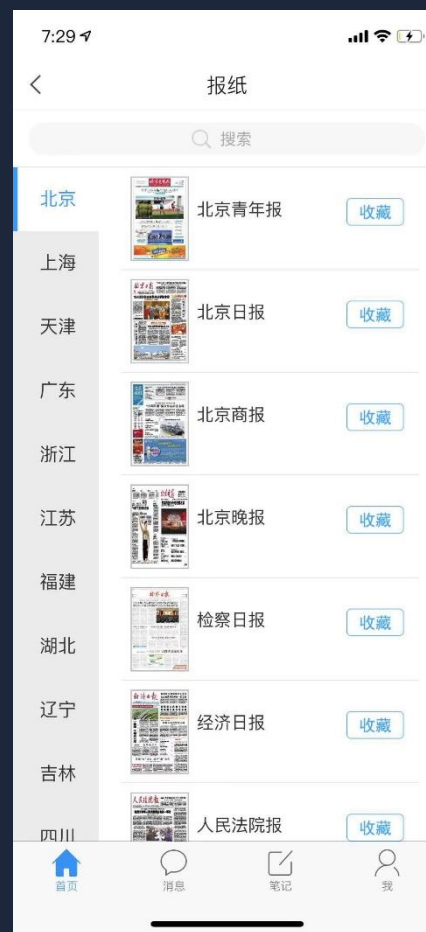 7:29
报纸
搜索
北京
上海
天津
广东
浙江
江苏
福建
湖北
辽宁
吉林
四川
北京青年报
收藏
北京日报
收藏
北京商报
收藏
北京晚报
收藏
检察日报
收藏
经济日报
收藏
人民法院报
收藏
首页
消息
笔记
我